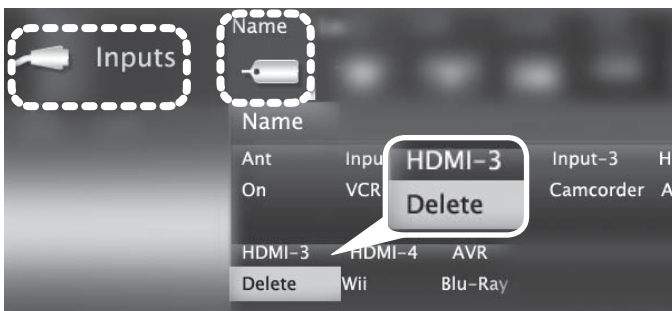 Name
Inputs
Name
Ant Inpu HDMI-3 Input-3 H
On VCR Delete Camcorder A
HDMI-3 HDMI-4 AVR
Delete Wii Blu-Ray